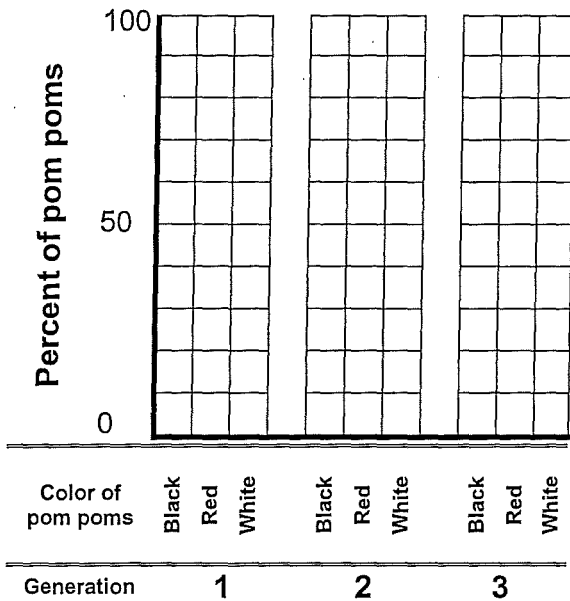 100
50
0
Percent of pom poms
Color of
pom poms
Black
Red
White
Black
Red
White
Black
Red
White
Generation
1
2
3